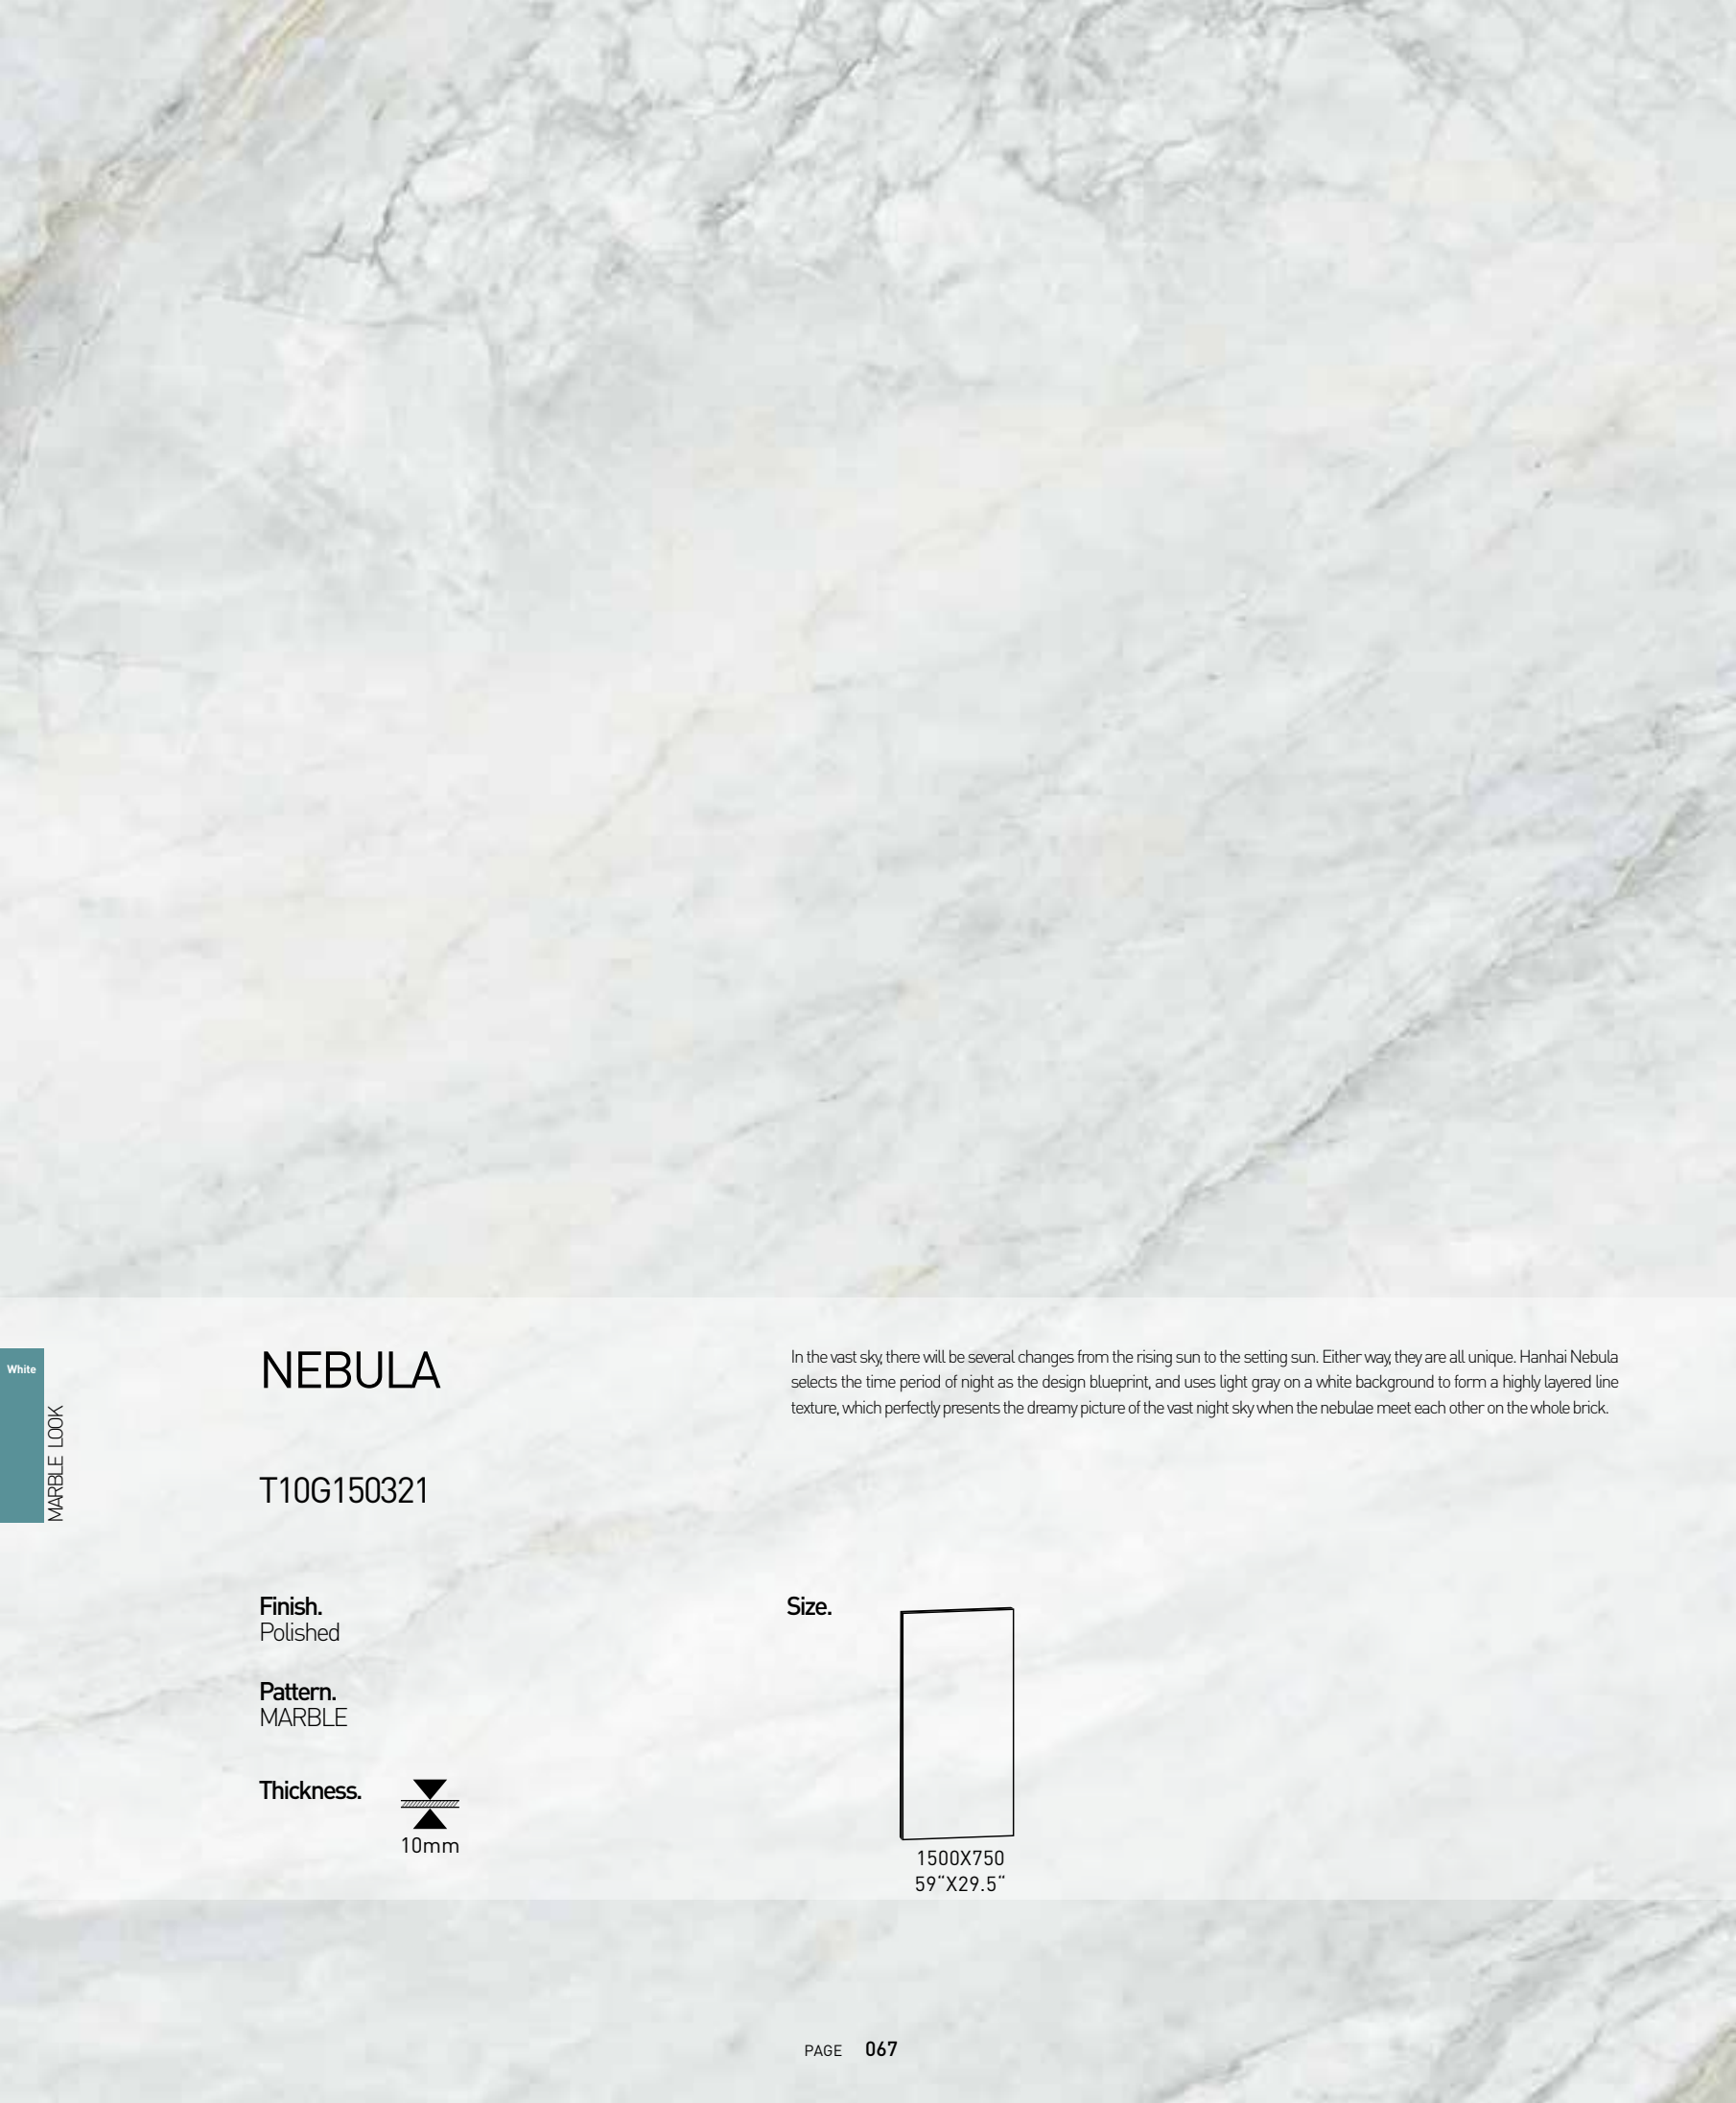 NEBULA
In the vast sky, there will be several changes from the rising sun to the setting sun. Either way, they are all unique. Hanhai Nebula
selects the time period of night as the design blueprint, and uses light gray on a white background to form a highly layered line
texture, which perfectly presents the dreamy picture of the vast night sky when the nebulae meet each other on the whole brick.
White
MARBLE LOOK
T10G150321
Finish.
Polished
Pattern.
MARBLE
Thickness.
10mm
Size.
1500X750
59“X29.5“
PAGE 067